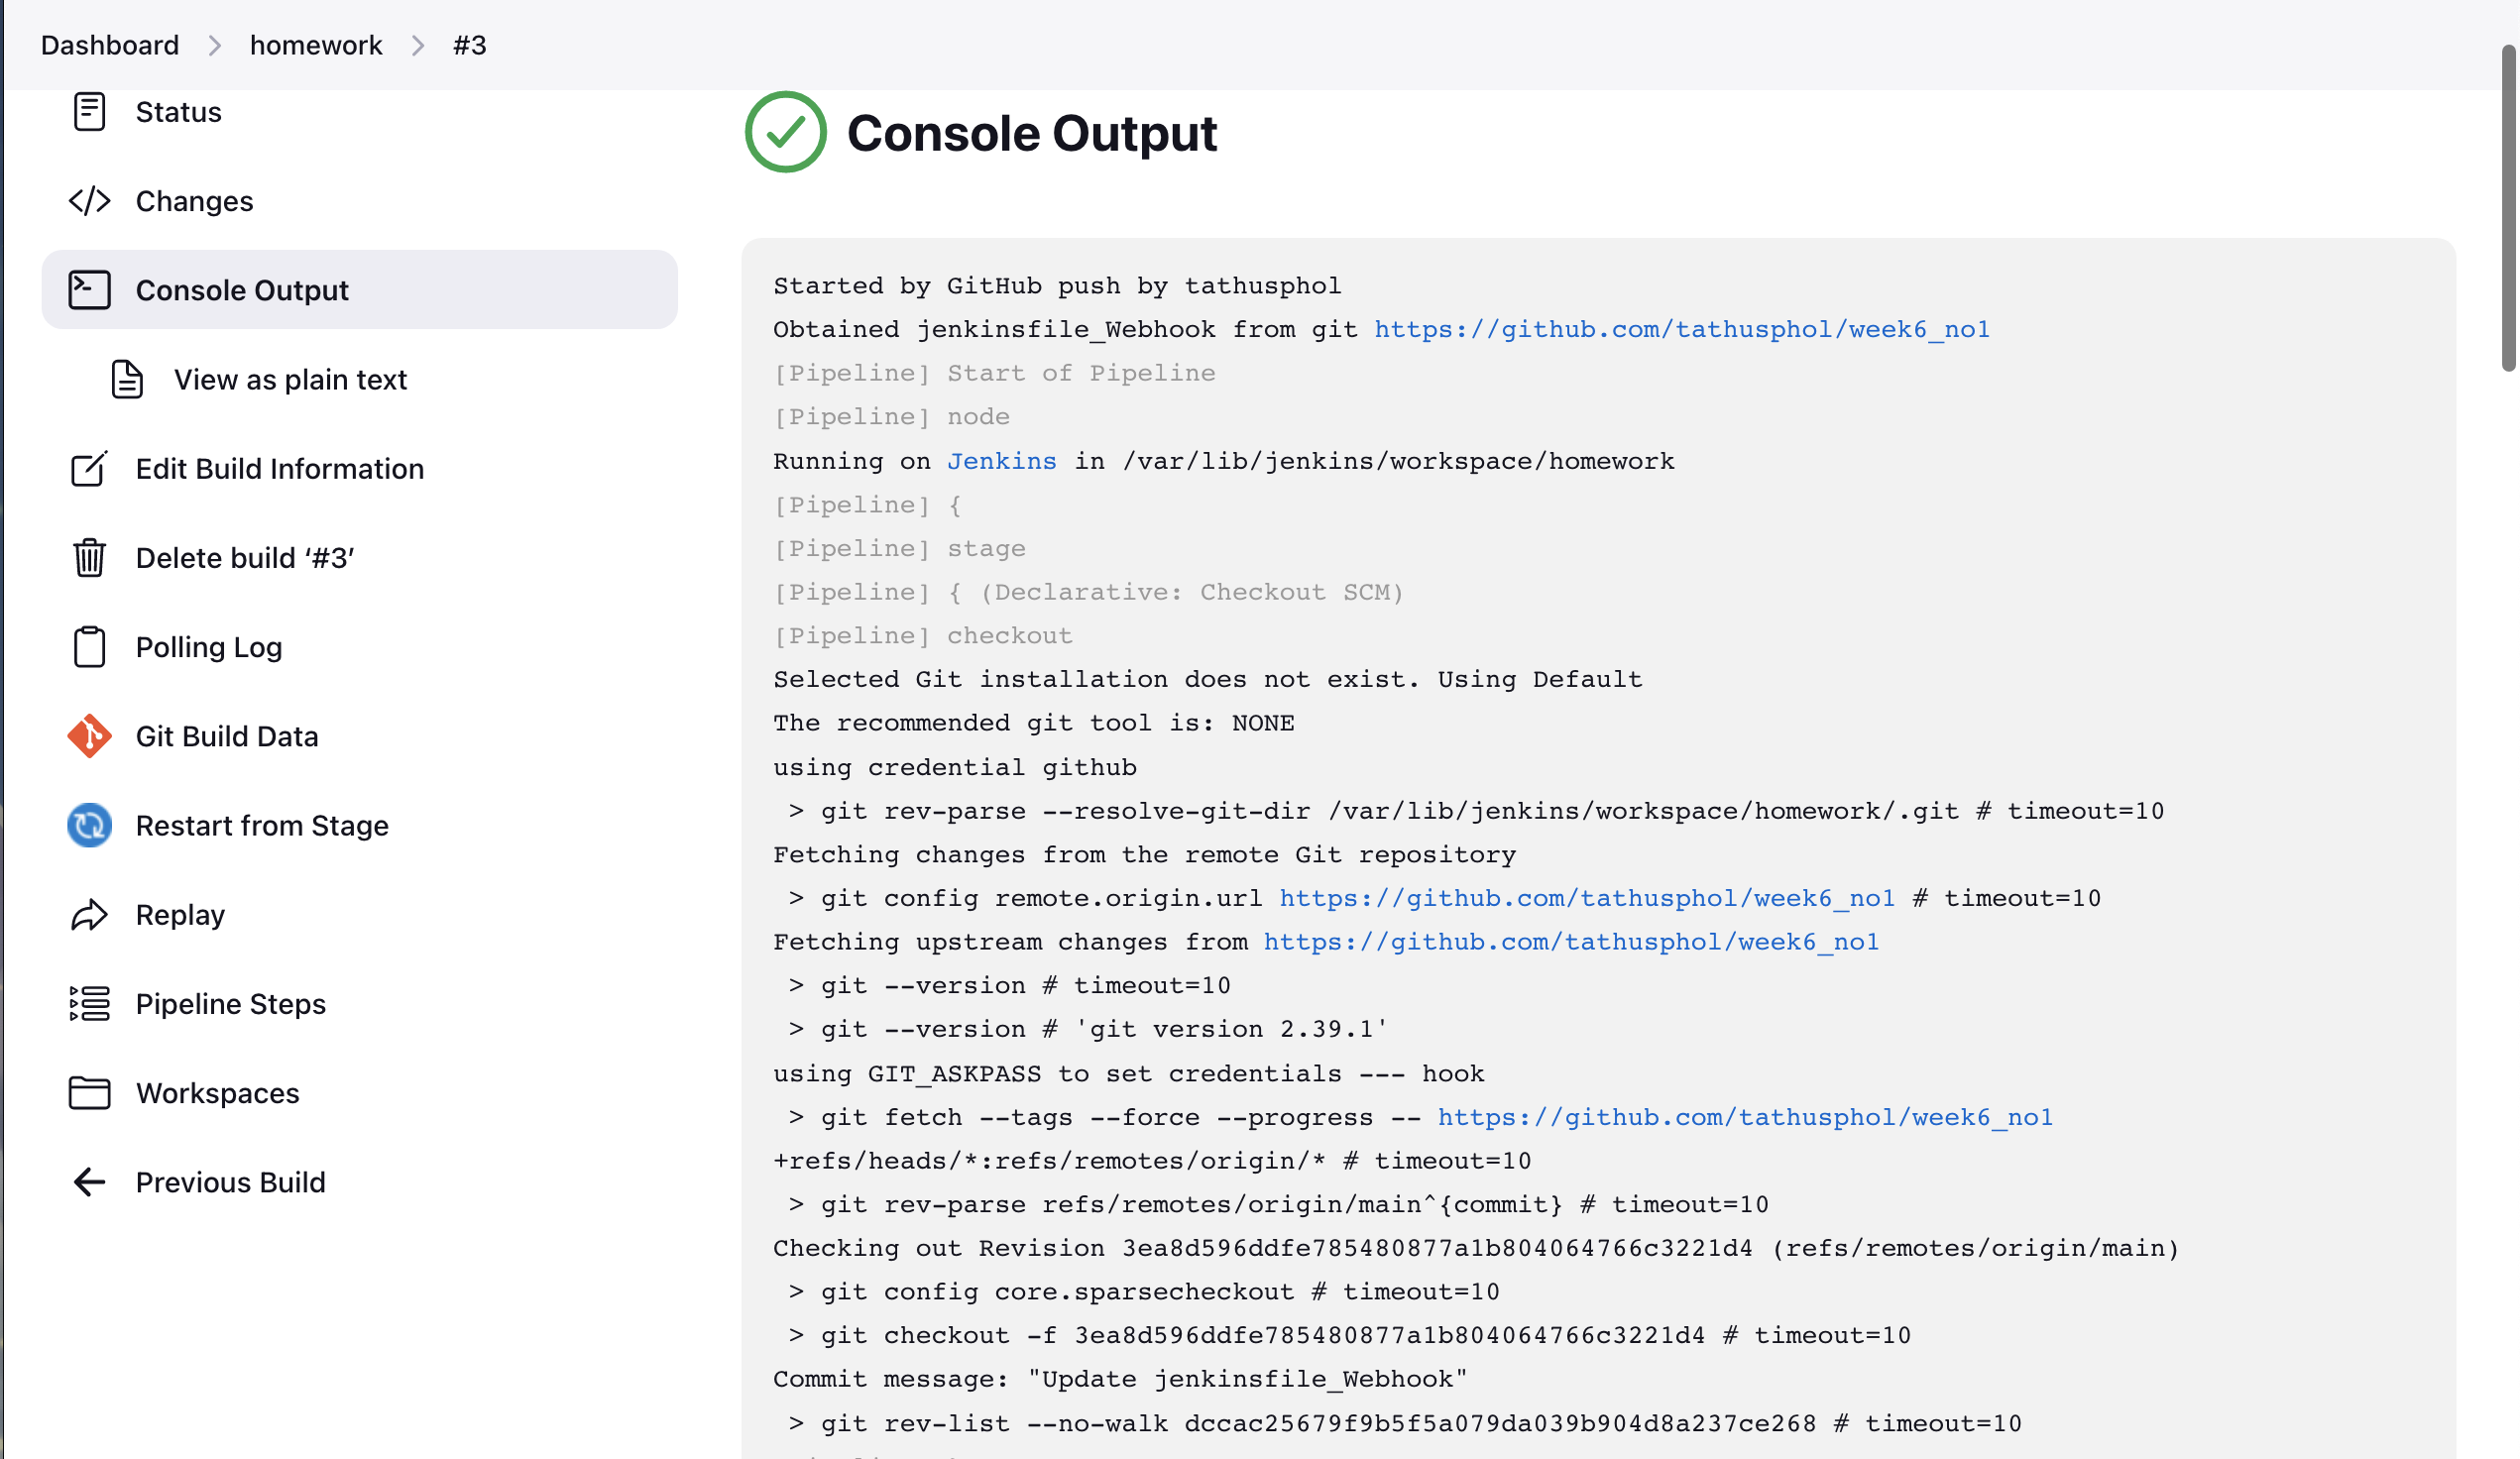 Dashboard > homework > #3
Status
Changes
Console Output
View as plain text
Edit Build Information
Delete build ‘#3’
Polling Log
Git Build Data
Restart from Stage
Replay
Pipeline Steps
Workspaces
Previous Build
Console Output
Started by GitHub push by tathusphol
Obtained jenkinsfile_Webhook from git https://github.com/tathusphol/week6_no1
[Pipeline] Start of Pipeline
[Pipeline] node
Running on Jenkins in /var/lib/jenkins/workspace/homework
[Pipeline] {
[Pipeline] stage
[Pipeline] { (Declarative: Checkout SCM)
[Pipeline] checkout
Selected Git installation does not exist. Using Default
The recommended git tool is: NONE
using credential github
 > git rev-parse --resolve-git-dir /var/lib/jenkins/workspace/homework/.git # timeout=10
Fetching changes from the remote Git repository
 > git config remote.origin.url https://github.com/tathusphol/week6_no1 # timeout=10
Fetching upstream changes from https://github.com/tathusphol/week6_no1
 > git --version # timeout=10
 > git --version # 'git version 2.39.1'
using GIT_ASKPASS to set credentials --- hook
 > git fetch --tags --force --progress -- https://github.com/tathusphol/week6_no1
+refs/heads/*:refs/remotes/origin/* # timeout=10
 > git rev-parse refs/remotes/origin/main^{commit} # timeout=10
Checking out Revision 3ea8d596ddfe785480877a1b804064766c3221d4 (refs/remotes/origin/main)
 > git config core.sparsecheckout # timeout=10
 > git checkout -f 3ea8d596ddfe785480877a1b804064766c3221d4 # timeout=10
Commit message: "Update jenkinsfile_Webhook"
 > git rev-list --no-walk dccac25679f9b5f5a079da039b904d8a237ce268 # timeout=10